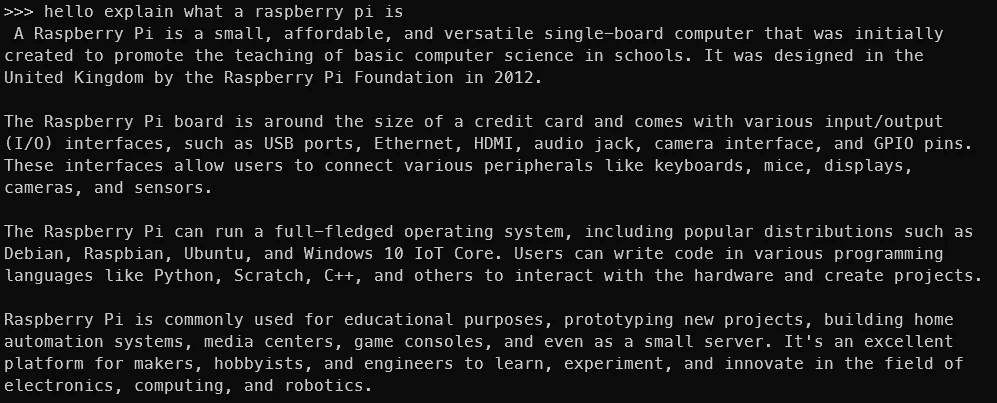 >>> hello explain what a raspberry pi is
A Raspberry Pi is a small, affordable, and versatile single-board computer that was initially
created to promote the teaching of basic computer science in schools. It was designed in the
United Kingdom by the Raspberry Pi Foundation in 2012.
The Raspberry Pi board is around the size of a credit card and comes with various input/output
(I/O) interfaces, such as USB ports, Ethernet, HDMI, audio jack, camera interface, and GPIO pins.
These interfaces allow users to connect various peripherals like keyboards, mice, displays,
cameras, and sensors.
The Raspberry Pi can run a full-fledged operating system, including popular distributions such as
Debian, Raspbian, Ubuntu, and Windows 10 IoT Core. Users can write code in various programming
languages like Python, Scratch, C++, and others to interact with the hardware and create projects.
Raspberry Pi is commonly used for educational purposes, prototyping new projects, building home
automation systems, media centers, game consoles, and even as a small server. It's an excellent
platform for makers, hobbyists, and engineers to learn, experiment, and innovate in the field of
electronics, computing, and robotics.